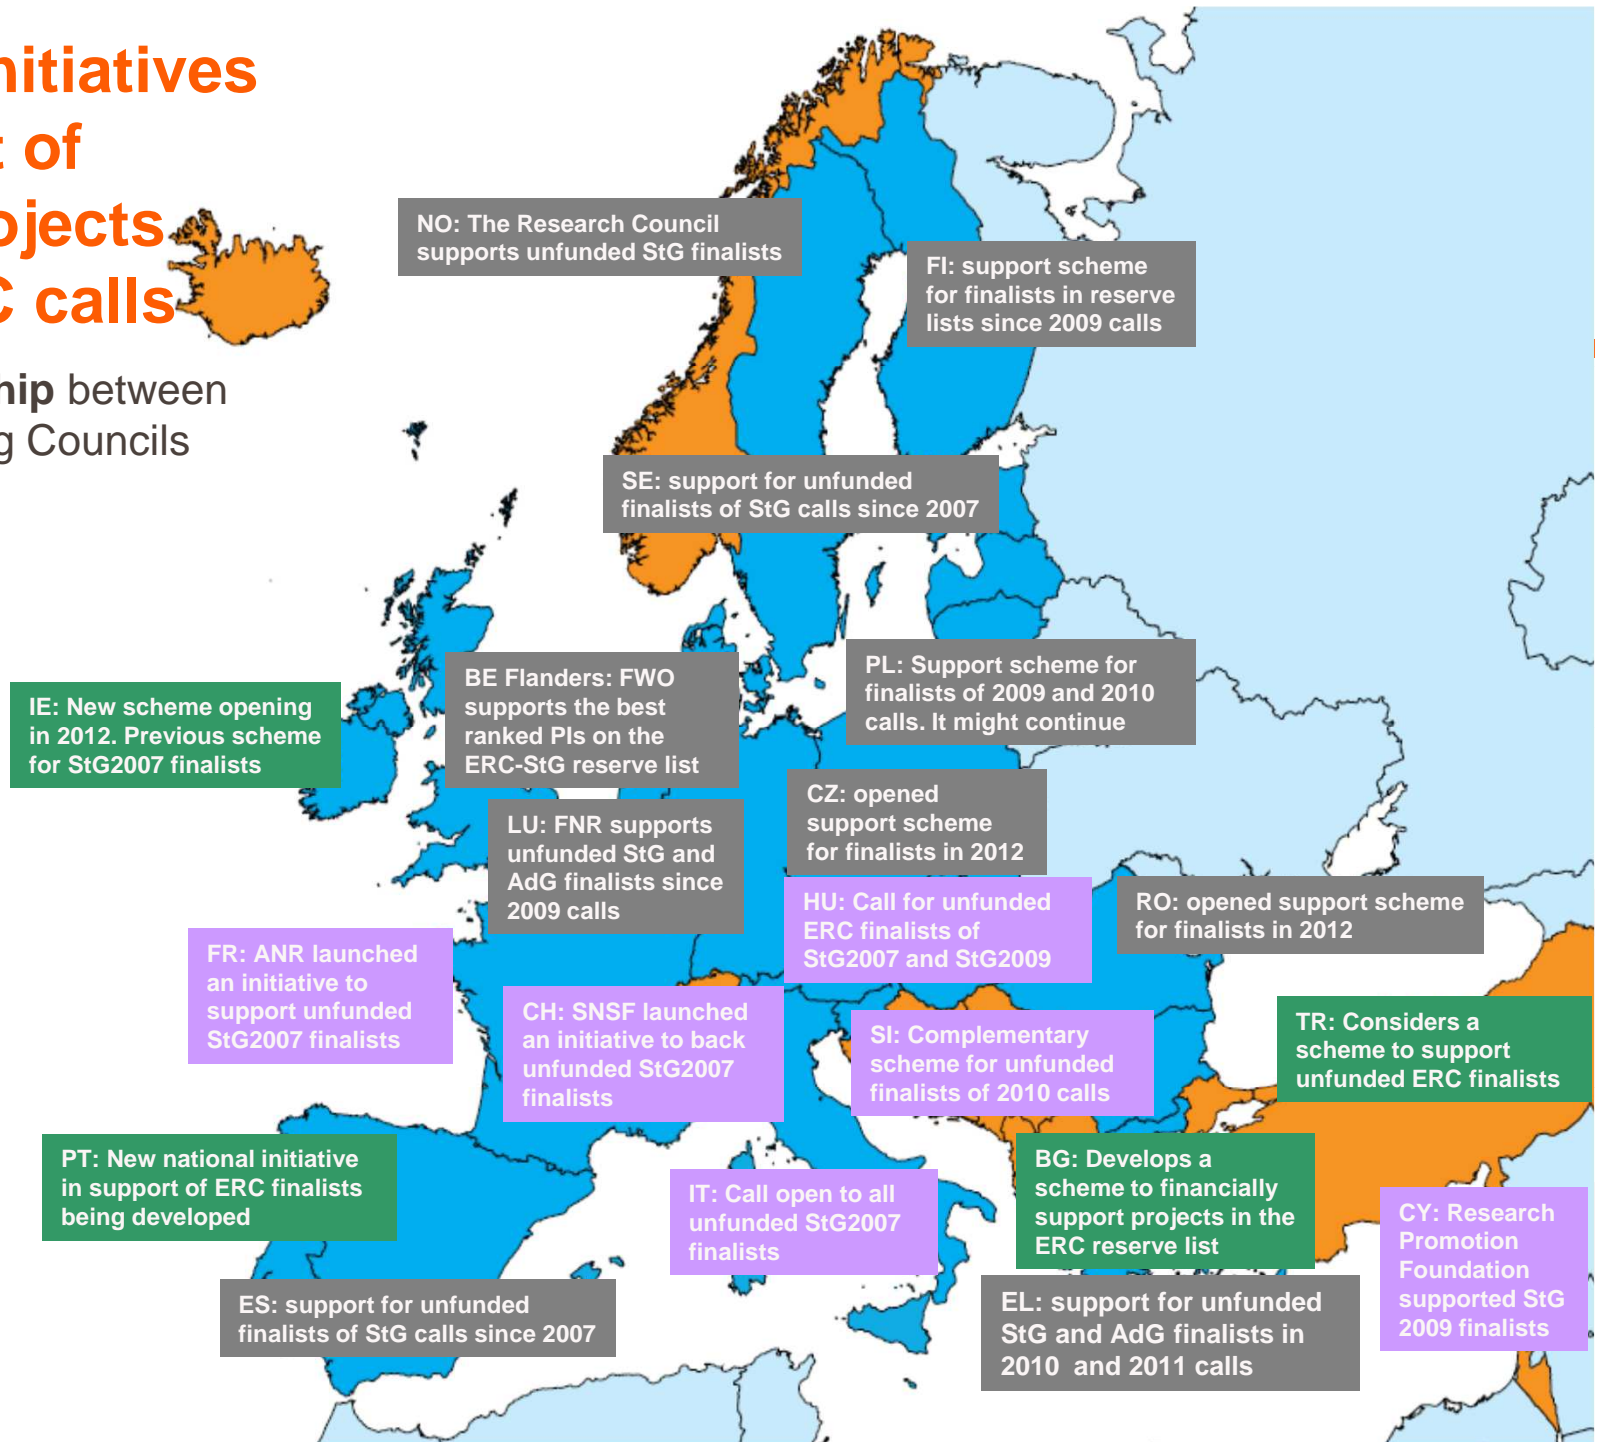 nitiatives
t of
ojects
C calls
hip between
g Councils
NO: The Research Council
supports unfunded StG finalists
FI: support scheme
for finalists in reserve
lists since 2009 calls
SE: support for unfunded
finalists of StG calls since 2007
BE Flanders: FWO
supports the best
ranked PIs on the
ERC-StG reserve list
PL: Support scheme for
finalists of 2009 and 2010
calls. It might continue
IE: New scheme opening
in 2012. Previous scheme
for StG2007 finalists
LU: FNR supports
unfunded StG and
AdG finalists since
2009 calls
CZ: opened
support scheme
for finalists in 2012
HU: Call for unfunded
ERC finalists of
StG2007 and StG2009
RO: opened support scheme
for finalists in 2012
FR: ANR launched
an initiative to
support unfunded
StG2007 finalists
CH: SNSF launched
an initiative to back
unfunded StG2007
finalists
SI: Complementary
scheme for unfunded
finalists of 2010 calls
TR: Considers a
scheme to support
unfunded ERC finalists
PT: New national initiative
in support of ERC finalists
being developed
IT: Call open to all
unfunded StG2007
finalists
BG: Develops a
scheme to financially
support projects in the
ERC reserve list
CY: Research
Promotion
Foundation
supported StG
2009 finalists
ES: support for unfunded
finalists of StG calls since 2007
EL: support for unfunded
StG and AdG finalists in
2010 and 2011 calls